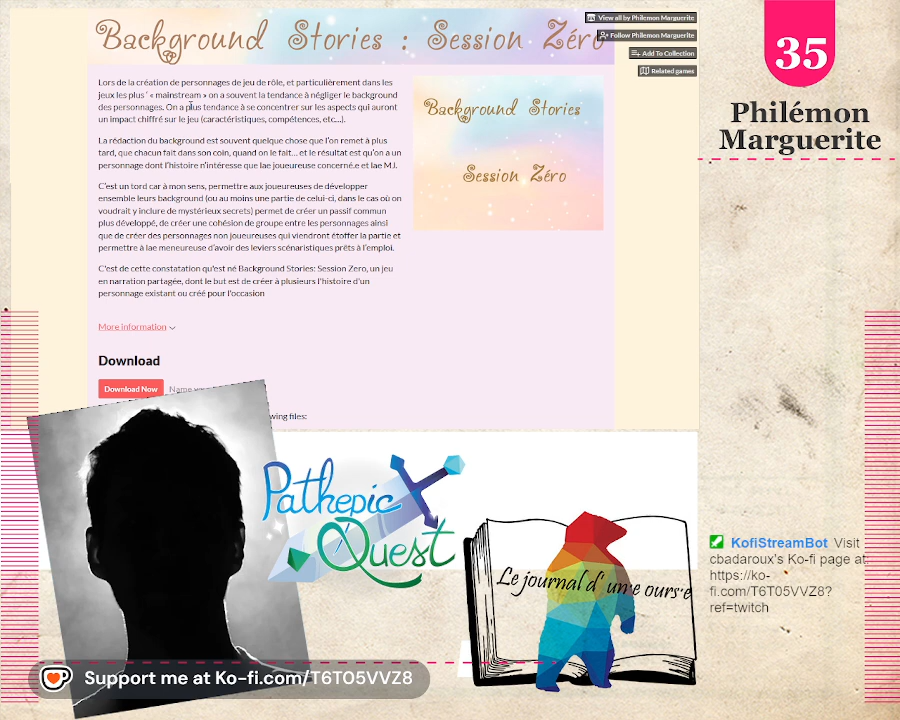 Background Stories : Session Zéro
View all by Philemon Marguerite
Follow Philemon Marguerite
Add To Collection
Related games
Lors de la création de personnages de jeu de rôle, et particulièrement dans les
jeux les plus ' « mainstream » on a souvent la tendance à négliger le background
des personnages. On a plus tendance à se concentrer sur les aspects qui auront
un impact chiffré sur le jeu (caractéristiques, compétences, etc...).
La rédaction du background est souvent quelque chose que l'on remet à plus
tard, que chacun fait dans son coin, quand on le fait... et le résultat est qu'on a un
personnage dont l'histoire n'intéresse que lae joueureuse concerné.e et lae M.J.
C'est un tord car à mon sens, permettre aux joueureuses de développer
ensemble leurs background (ou au moins une partie de celui-ci, dans le cas où on
voudrait y inclure de mystérieux secrets) permet de créer un passif commun
plus développé, de créer une cohésion de groupe entre les personnages ainsi
que de créer des personnages non joueureuses qui viendront étoffer la partie et
permettre à lae meneureuse d'avoir des leviers scénaristiques prêts à l'emploi.
C'est de cette constatation qu'est né Background Stories: Session Zero, un jeu
en narration partagée, dont le but est de créer à plusieurs l'histoire d'un
personnage existant ou créé pour l'occasion
More information
Download
Download Now
Name
wing files:
Background Stories
Session Zéro
35
Philémon
Marguerite
Pathepic
Quest
Le journal d'un·e ours·e
KofiStreamBot Visit
cbadaroux's Ko-fi page at
https://ko-
fi.com/T6T05VVZ8?
ref=twitch
Support me at Ko-fi.com/T6T05VVZ8